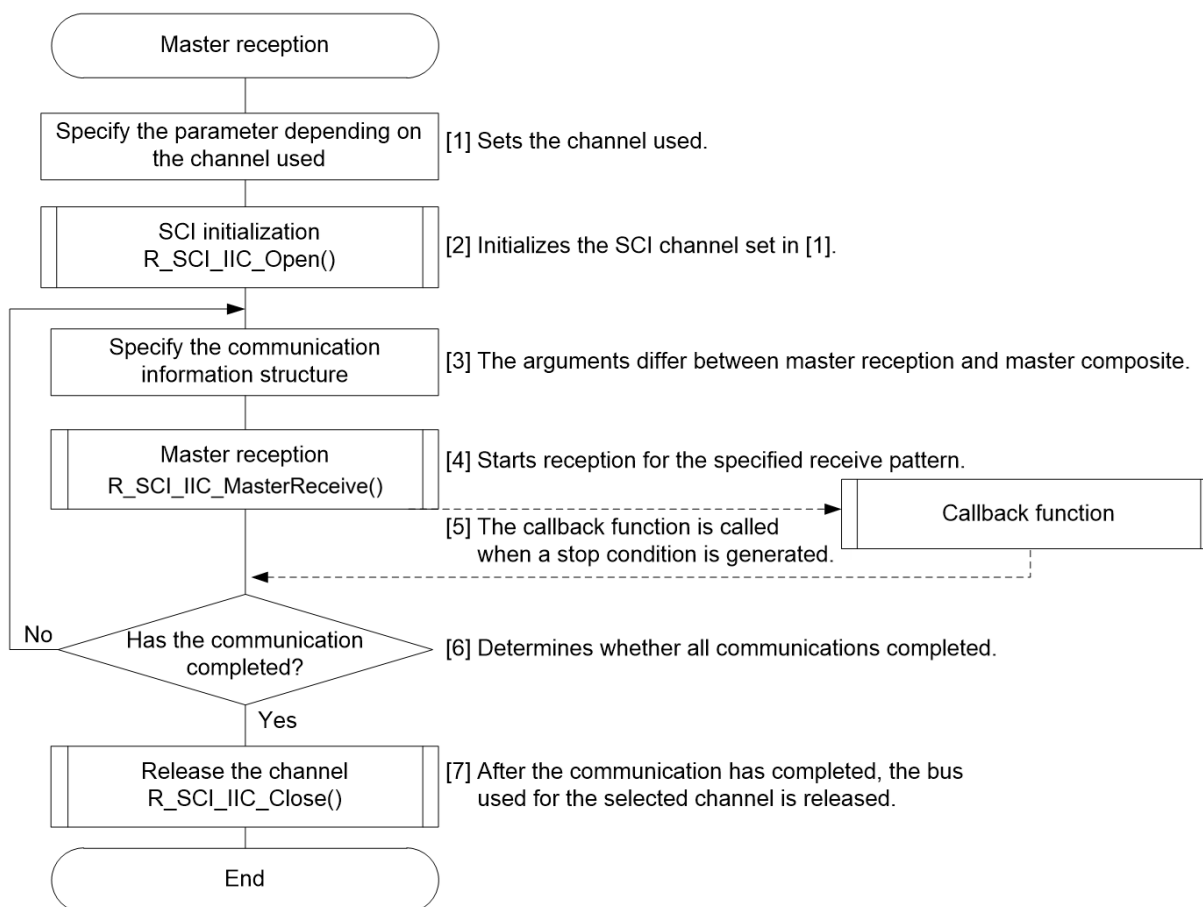 Master reception
Specify the parameter depending on
the channel used
[1] Sets the channel used.
SCI initialization
R_SCI_IIC_Open()
[2] Initializes the SCI channel set in [1].
Specify the communication
information structure
[3] The arguments differ between master reception and master composite.
Master reception
R_SCI_IIC_MasterReceive()
[4] Starts reception for the specified receive pattern.
[5] The callback function is called
when a stop condition is generated.
Callback function
No
Has the communication
completed?
[6] Determines whether all communications completed.
Yes
Release the channel
R_SCI_IIC_Close()
[7] After the communication has completed, the bus
used for the selected channel is released.
End